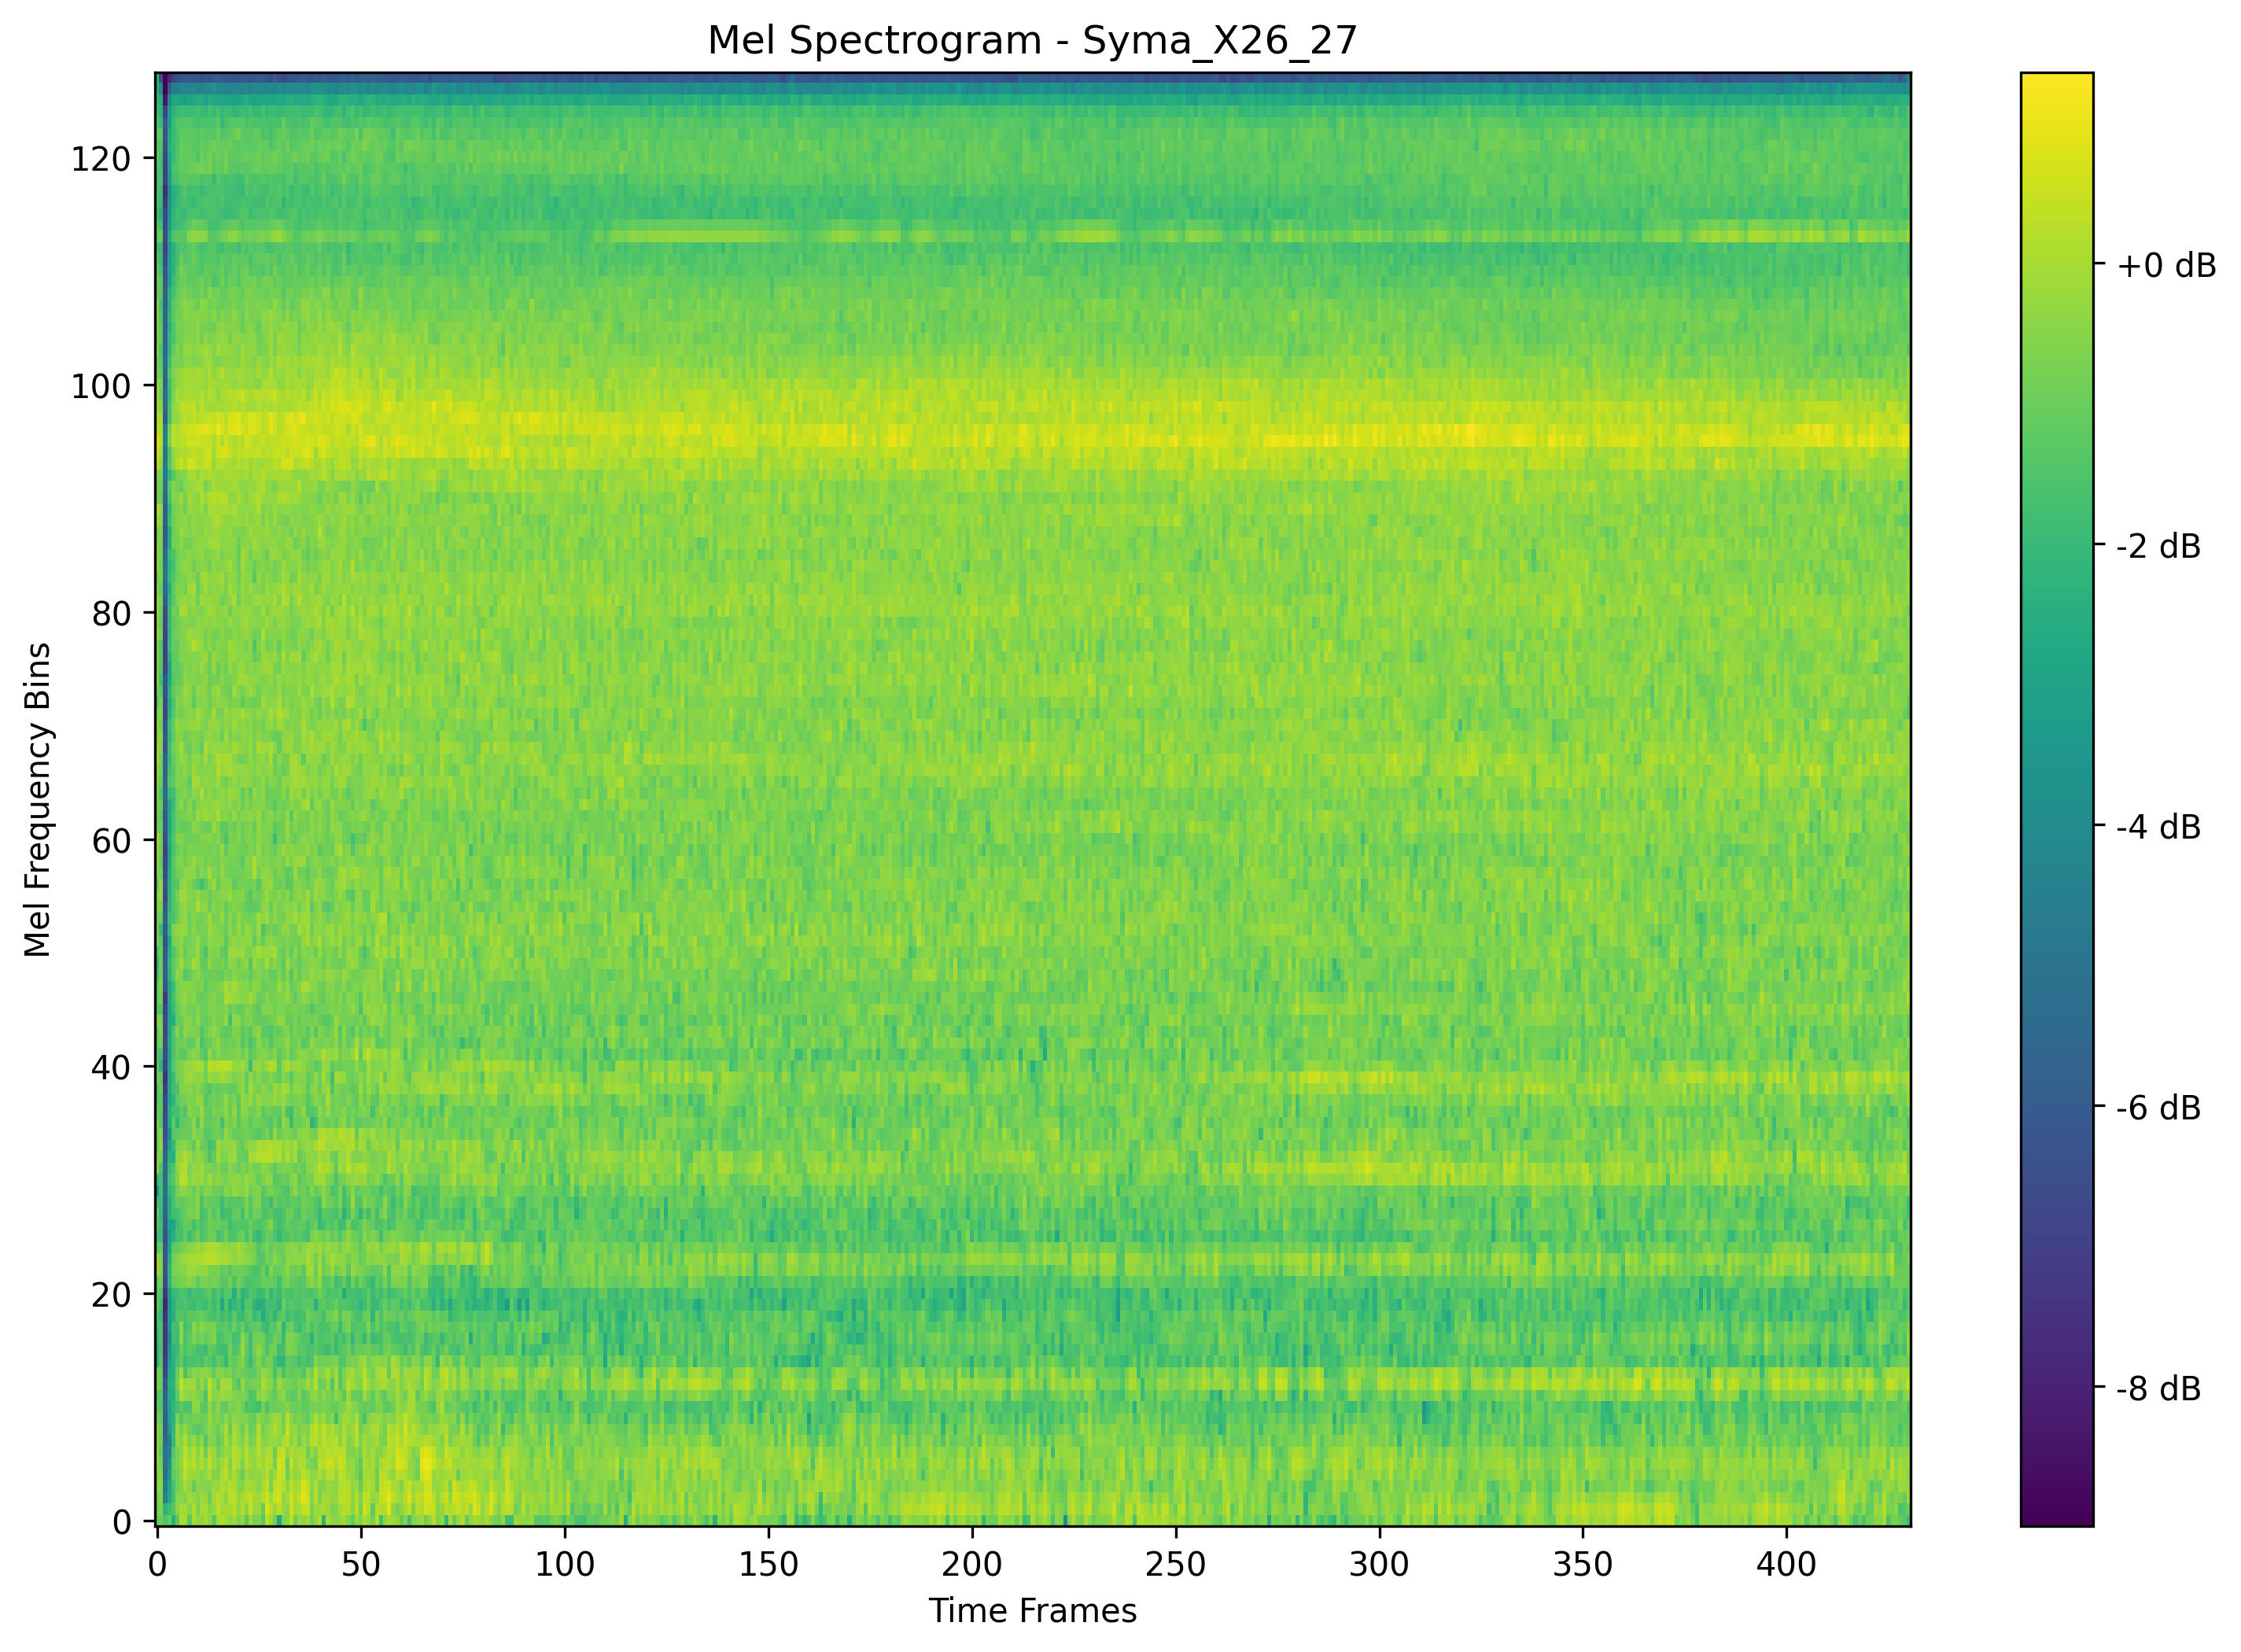 Mel Spectrogram - Syma_X26_27
Mel Frequency Bins
120
100
80
60
40
20
0
0 50 100 150 200 250 300 350 400
Time Frames
+0 dB
-2 dB
-4 dB
-6 dB
-8 dB